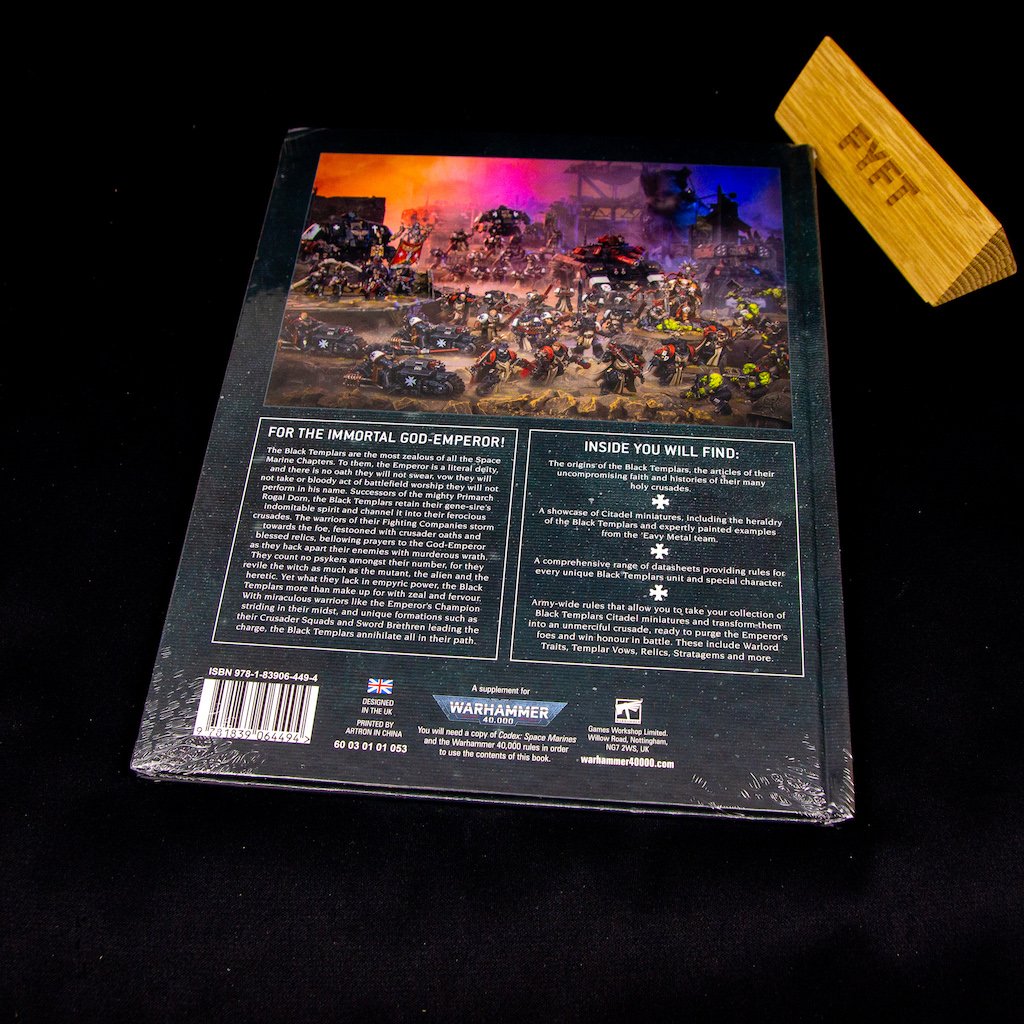 FYFT
FOR THE IMMORTAL GOD-EMPEROR!
The Black Templars are the most zealous of all the Space
Marine Chapters. To them, the Emperor is a literal deity,
and there is no oath they will not swear, vow they will
not take or bloody act of battlefield worship they will not
perform in his name. Successors of the mighty Primarch
Rogal Dorn, the Black Templars retain their gene-sire's
indomitable spirit and channel it into their ferocious
crusades. The warriors of their Fighting Companies storm
towards the foe, festooned with crusader oaths and
blessed relics, bellowing prayers to the God-Emperor
as they hack apart their enemies with murderous wrath.
They count no psykers amongst their number, for they
revile the witch as much as the mutant, the alien and the
heretic. Yet what they lack in empyric power, the Black
Templars more than make up for with zeal and fervour.
With miraculous warriors like the Emperor's Champion
striding in their midst, and unique formations such as
their Crusader Squads and Sword Brethren leading the
charge, the Black Templars annihilate all in their path.
INSIDE YOU WILL FIND:
The origins of the Black Templars, the articles of their
uncompromising faith and histories of their many
holy crusades.
A showcase of Citadel miniatures, including the heraldry
of the Black Templars and expertly painted examples
from the 'Eavy Metal team.
A comprehensive range of datasheets providing rules for
every unique Black Templars unit and special character.
Army-wide rules that allow you to take your collection of
Black Templars Citadel miniatures and transform them
into an unmerciful crusade, ready to purge the Emperor's
foes and win honour in battle. These include Warlord
Traits, Templar Vows, Relics, Stratagems and more.
ISBN 978-1-83906-449-4
9 781839 064494
DESIGNED
IN THE UK
PRINTED BY
ARTRON IN CHINA
60 03 01 01 053
A supplement for
WARHAMMER
40,000
You will need a copy of Codex: Space Marines
and the Warhammer 40,000 rules in order
to use the contents of this book.
Games Workshop Limited.
Willow Road, Nottingham,
NG7 2WS, UK
warhammer40000.com